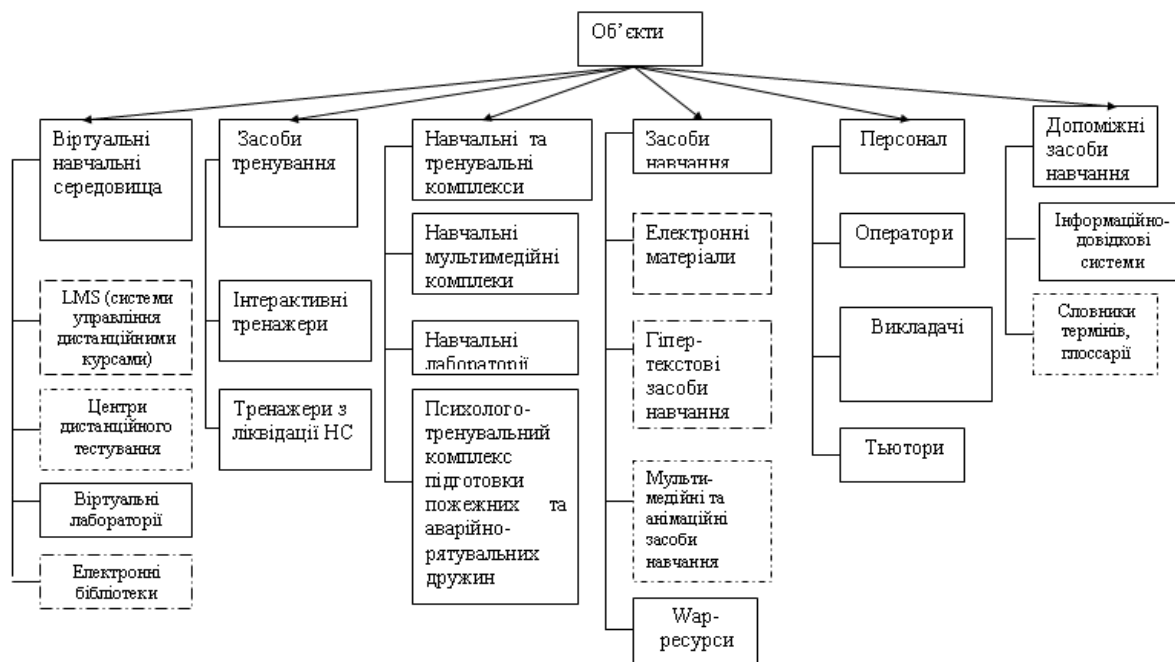 Об’єкти
Віртуальні
навчальні
середовища
LMS (системи
управління
дистанційними
курсами)
Центри
дистанційного
тестування
Віртуальні
лабораторії
Електронні
бібліотеки
Засоби
тренування
Інтерактивні
тренажери
Тренажери з
ліквідації НС
Навчальні та
тренувальні
комплекси
Навчальні
мультимедійні
комплеки
Навчальні
лабораторії
Психолого-
тренувальний
комплекс
підготовки
пожежних та
аварійно-
рятувальних
дружин
Засоби
навчання
Електронні
матеріали
Гіпер-
текстові
засоби
навчання
Мульти-
медійні та
анімаційні
засоби
навчання
Wap-
ресурси
Персонал
Оператори
Викладачі
Тьютори
Допоміжні
засоби
навчання
Інформаційно-
довідкові
системи
Словники
термінів,
глоссарії